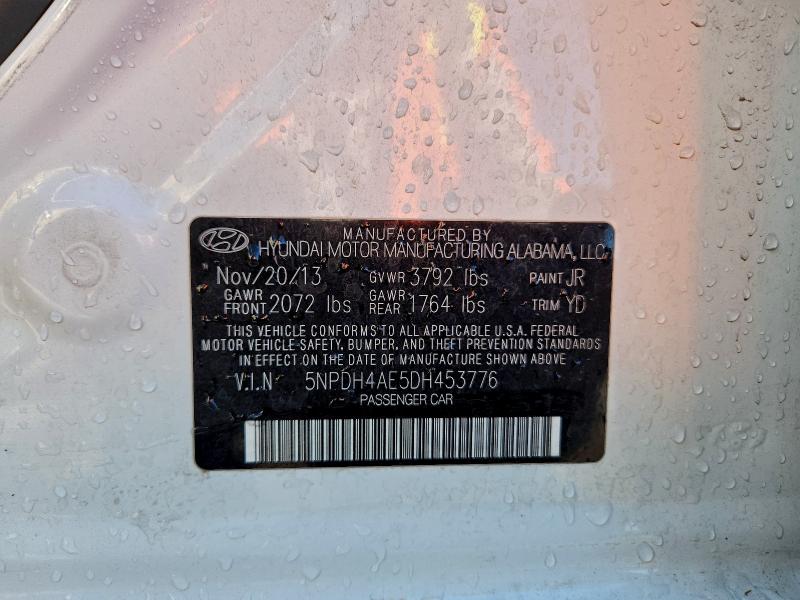 MANUFACTURED BY
HYUNDAI MOTOR MANUFACTURING ALABAMA, LLC
Nov/20/13 GVWR 3792 lbs PAINT JR
GAWR FRONT 2072 lbs GAWR REAR 1764 lbs TRIM YD
THIS VEHICLE CONFORMS TO ALL APPLICABLE U.S.A. FEDERAL
MOTOR VEHICLE SAFETY, BUMPER, AND THEFT PREVENTION STANDARDS
IN EFFECT ON THE DATE OF MANUFACTURE SHOWN ABOVE
V.I.N 5NPDH4AE5DH453776
PASSENGER CAR